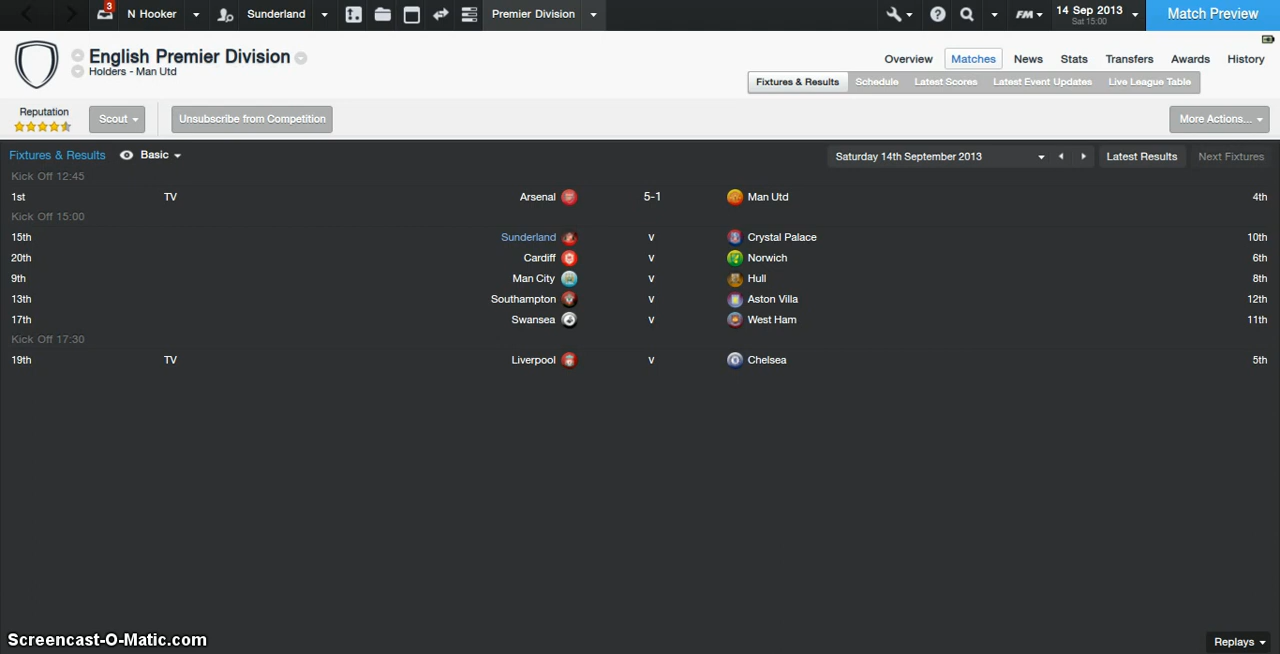 3
N Hooker
Sunderland
Premier Division
FM
14 Sep 2013
Sat 15:00
Match Preview
English Premier Division
Holders - Man Utd
Overview Matches News Stats Transfers Awards History
Fixtures & Results Schedule Latest Scores Latest Event Updates Live League Table
Reputation
Scout
Unsubscribe from Competition
More Actions...
Fixtures & Results Basic
Saturday 14th September 2013
Latest Results Next Fixtures
Kick Off 12:45
1st TV Arsenal 5-1 Man Utd 4th
Kick Off 15:00
15th Sunderland v Crystal Palace 10th
20th Cardiff v Norwich 6th
9th Man City v Hull 8th
13th Southampton v Aston Villa 12th
17th Swansea v West Ham 11th
Kick Off 17:30
19th TV Liverpool v Chelsea 5th
Screencast-O-Matic.com
Replays